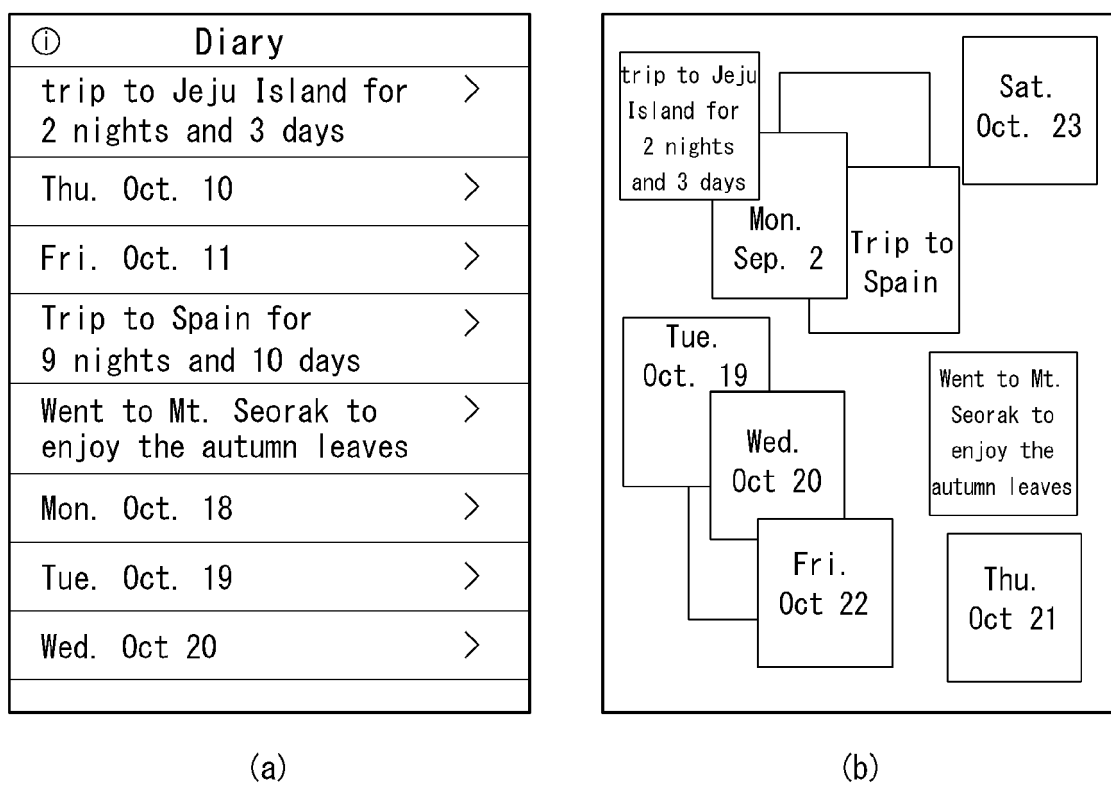 ⓘ Diary
trip to Jeju Island for >
2 nights and 3 days
Thu. Oct. 10 >
Fri. Oct. 11 >
Trip to Spain for >
9 nights and 10 days
Went to Mt. Seorak to >
enjoy the autumn leaves
Mon. Oct. 18 >
Tue. Oct. 19 >
Wed. Oct 20 >
(a)
trip to Jeju
Island for
2 nights
and 3 days
Sat.
Oct. 23
Mon.
Sep. 2
Trip to
Spain
Tue.
Oct. 19
Wed.
Oct 20
Fri.
Oct 22
Went to Mt.
Seorak to
enjoy the
autumn leaves
Thu.
Oct 21
(b)